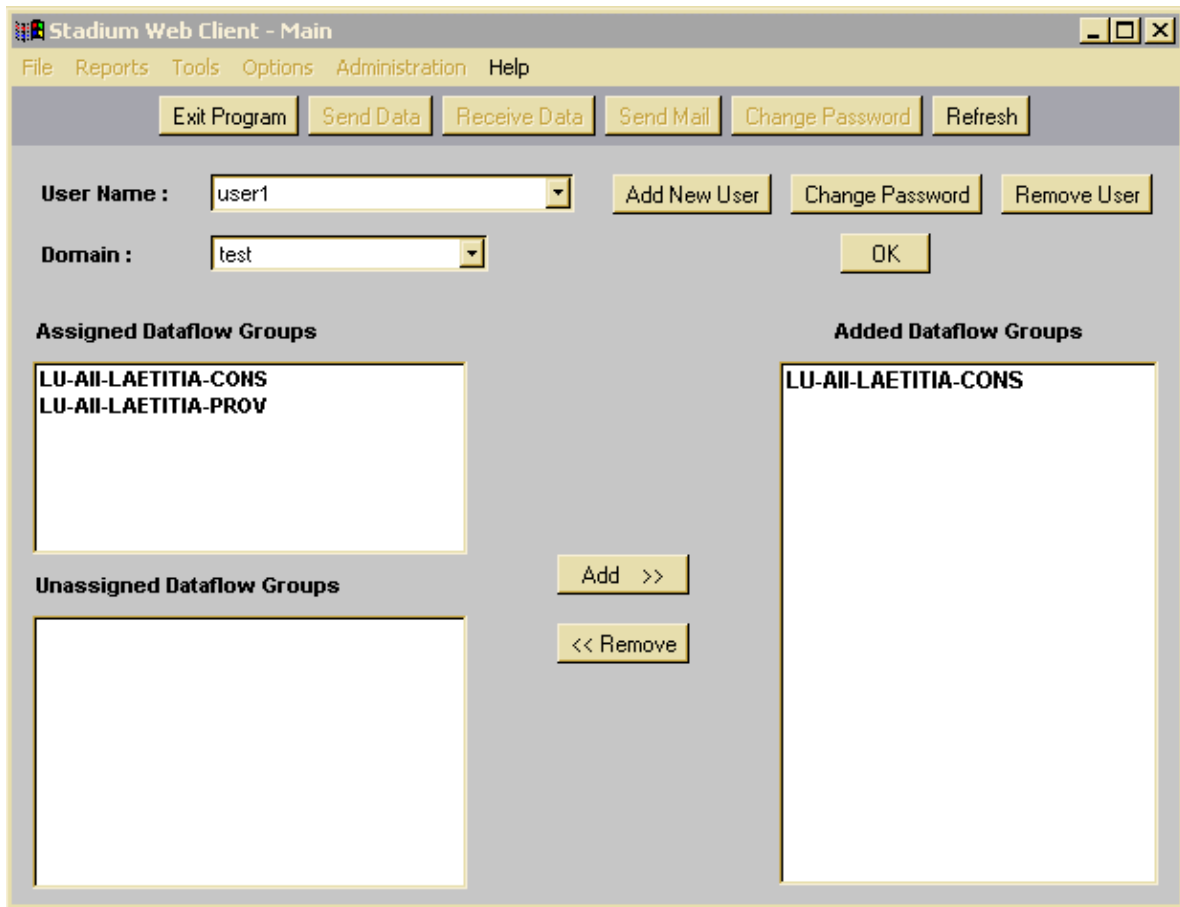 Stadium Web Client - Main
File Reports Tools Options Administration Help
Exit Program Send Data Receive Data Send Mail Change Password Refresh
User Name : user1 Add New User Change Password Remove User
Domain : test OK
Assigned Dataflow Groups Added Dataflow Groups
LU-All-LAETITIA-CONS LU-All-LAETITIA-CONS
LU-All-LAETITIA-PROV
Add >>
Unassigned Dataflow Groups
<< Remove